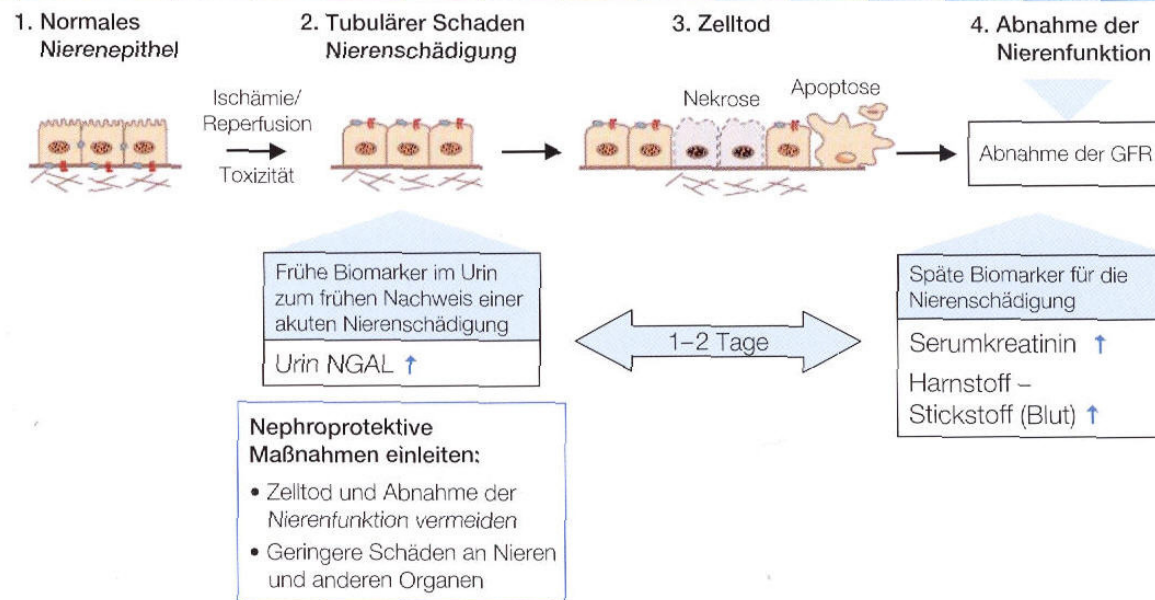 1. Normales
Nierenepithel
2. Tubulärer Schaden
Nierenschädigung
3. Zelltod
4. Abnahme der
Nierenfunktion
Ischämie/
Reperfusion
Toxizität
Nekrose
Apoptose
Abnahme der GFR
Frühe Biomarker im Urin
zum frühen Nachweis einer
akuten Nierenschädigung
Urin NGAL ↑
1–2 Tage
Späte Biomarker für die
Nierenschädigung
Serumkreatinin ↑
Harnstoff –
Stickstoff (Blut) ↑
Nephroprotektive
Maßnahmen einleiten:
• Zelltod und Abnahme der
Nierenfunktion vermeiden
• Geringere Schäden an Nieren
und anderen Organen